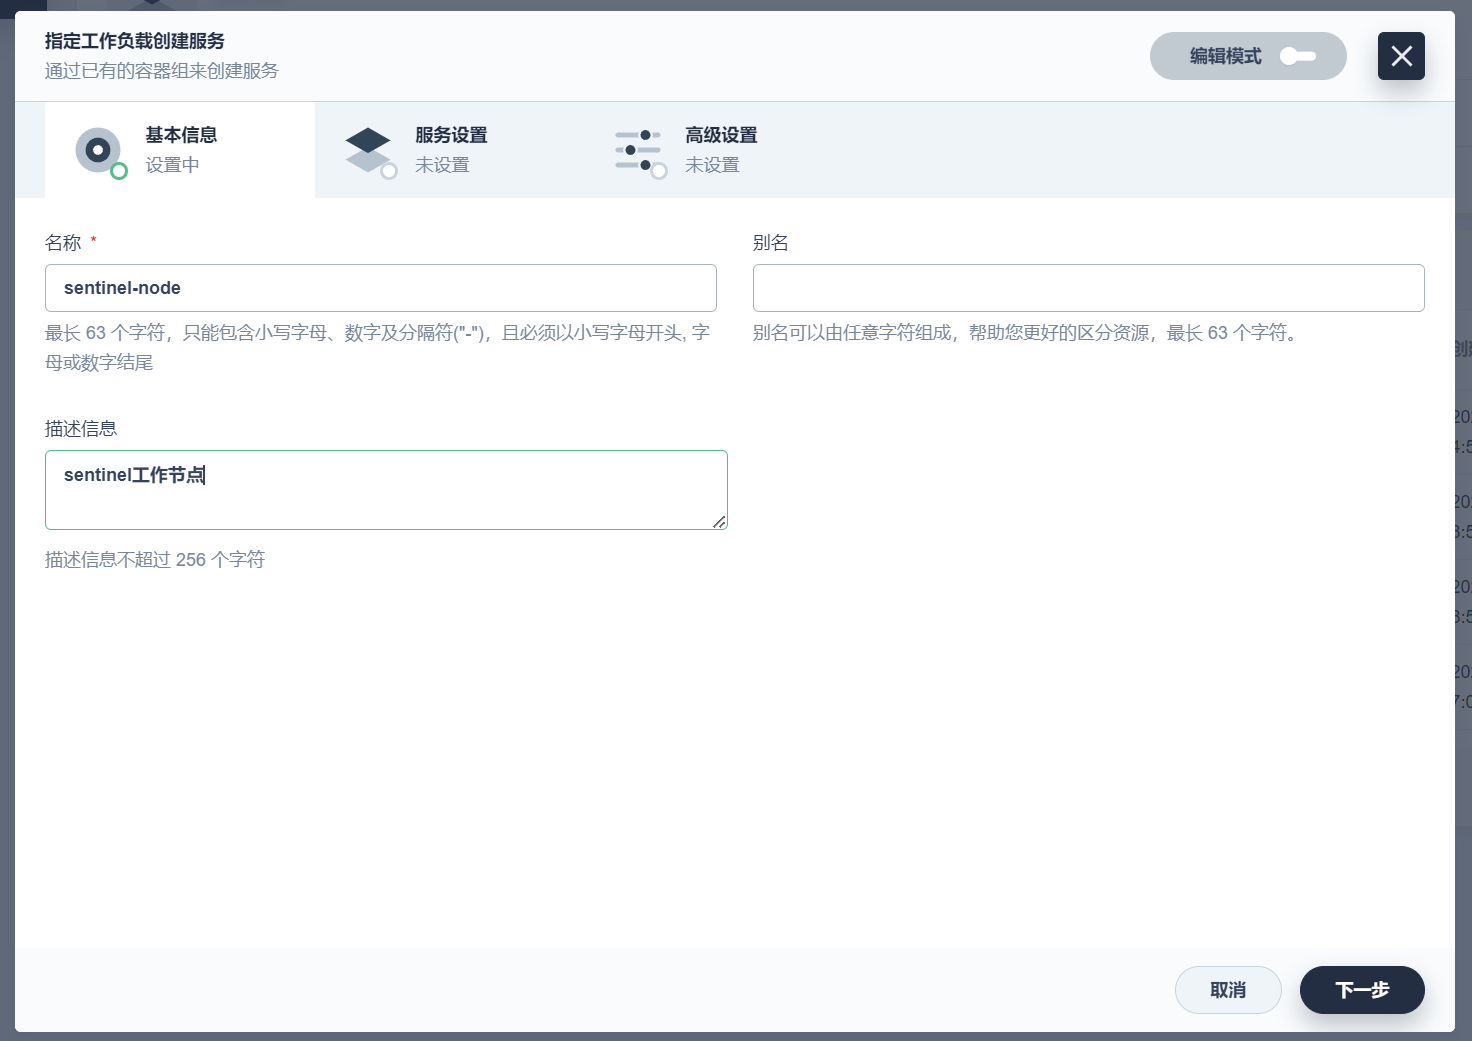 指定工作负载创建服务
通过已有的容器组来创建服务
编辑模式
基本信息
设置中
服务设置
未设置
高级设置
未设置
名称 *
sentinel-node
最长 63 个字符，只能包含小写字母、数字及分隔符("-")，且必须以小写字母开头, 字
母或数字结尾
别名
别名可以由任意字符组成，帮助您更好的区分资源，最长 63 个字符。
描述信息
sentinel工作节点
描述信息不超过 256 个字符
取消
下一步